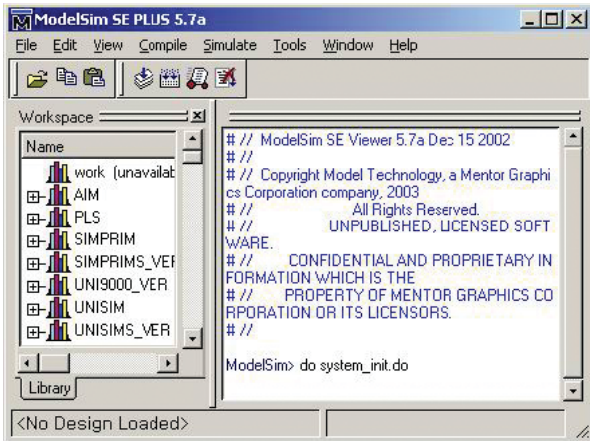 ModelSim SE PLUS 5.7a
File Edit View Compile Simulate Tools Window Help
Workspace
Name
work (unavailab
AIM
PLS
SIMPRIM
SIMPRIMS_VEF
UNI9000_VER
UNISIM
UNISIMS_VER
Library
# // ModelSim SE Viewer 5.7a Dec 15 2002
# //
# // Copyright Model Technology, a Mentor Graphi
cs Corporation company, 2003
# // All Rights Reserved.
# // UNPUBLISHED, LICENSED SOFT
WARE.
# // CONFIDENTIAL AND PROPRIETARY IN
FORMATION WHICH IS THE
# // PROPERTY OF MENTOR GRAPHICS CO
RPORATION OR ITS LICENSORS.
# //
ModelSim> do system_init.do
<No Design Loaded>